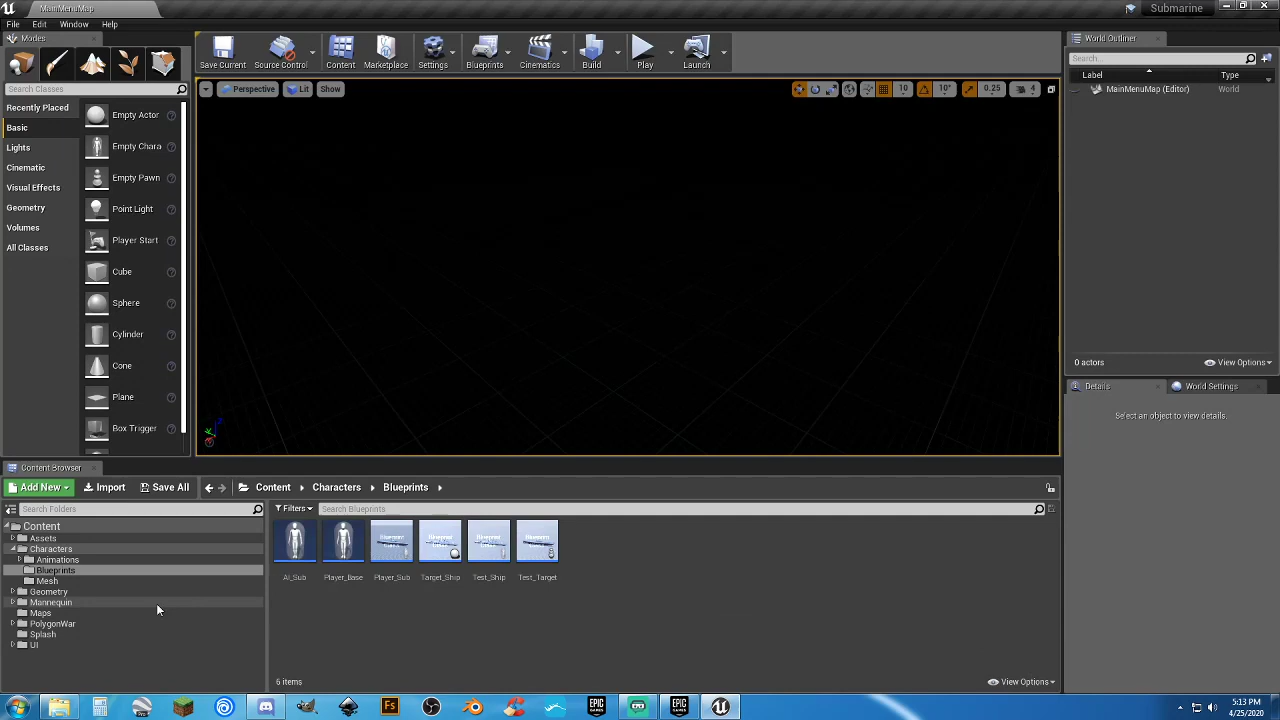 MainMenuMap
Submarine
File Edit Window Help
Modes
Search Classes
Recently Placed
Basic
Lights
Cinematic
Visual Effects
Geometry
Volumes
All Classes
Empty Actor
Empty Chara
Empty Pawn
Point Light
Player Start
Cube
Sphere
Cylinder
Cone
Plane
Box Trigger
Save Current Source Control Content Marketplace Settings Blueprints Cinematics Build Play Launch
Perspective Lit Show
10 10° 0.25 4
World Outliner
Search...
Label Type
MainMenuMap (Editor) World
0 actors View Options
Details World Settings
Select an object to view details.
Content Browser
Add New Import Save All Content Characters Blueprints
Search Folders
Filters Search Blueprints
Content
Assets
Characters
Animations
Blueprints
Mesh
Geometry
Mannequin
Maps
PolygonWar
Splash
UI
AI_Sub Player_Base Player_Sub Target_Ship Test_Ship Test_Target
6 items View Options
5:13 PM
4/25/2020